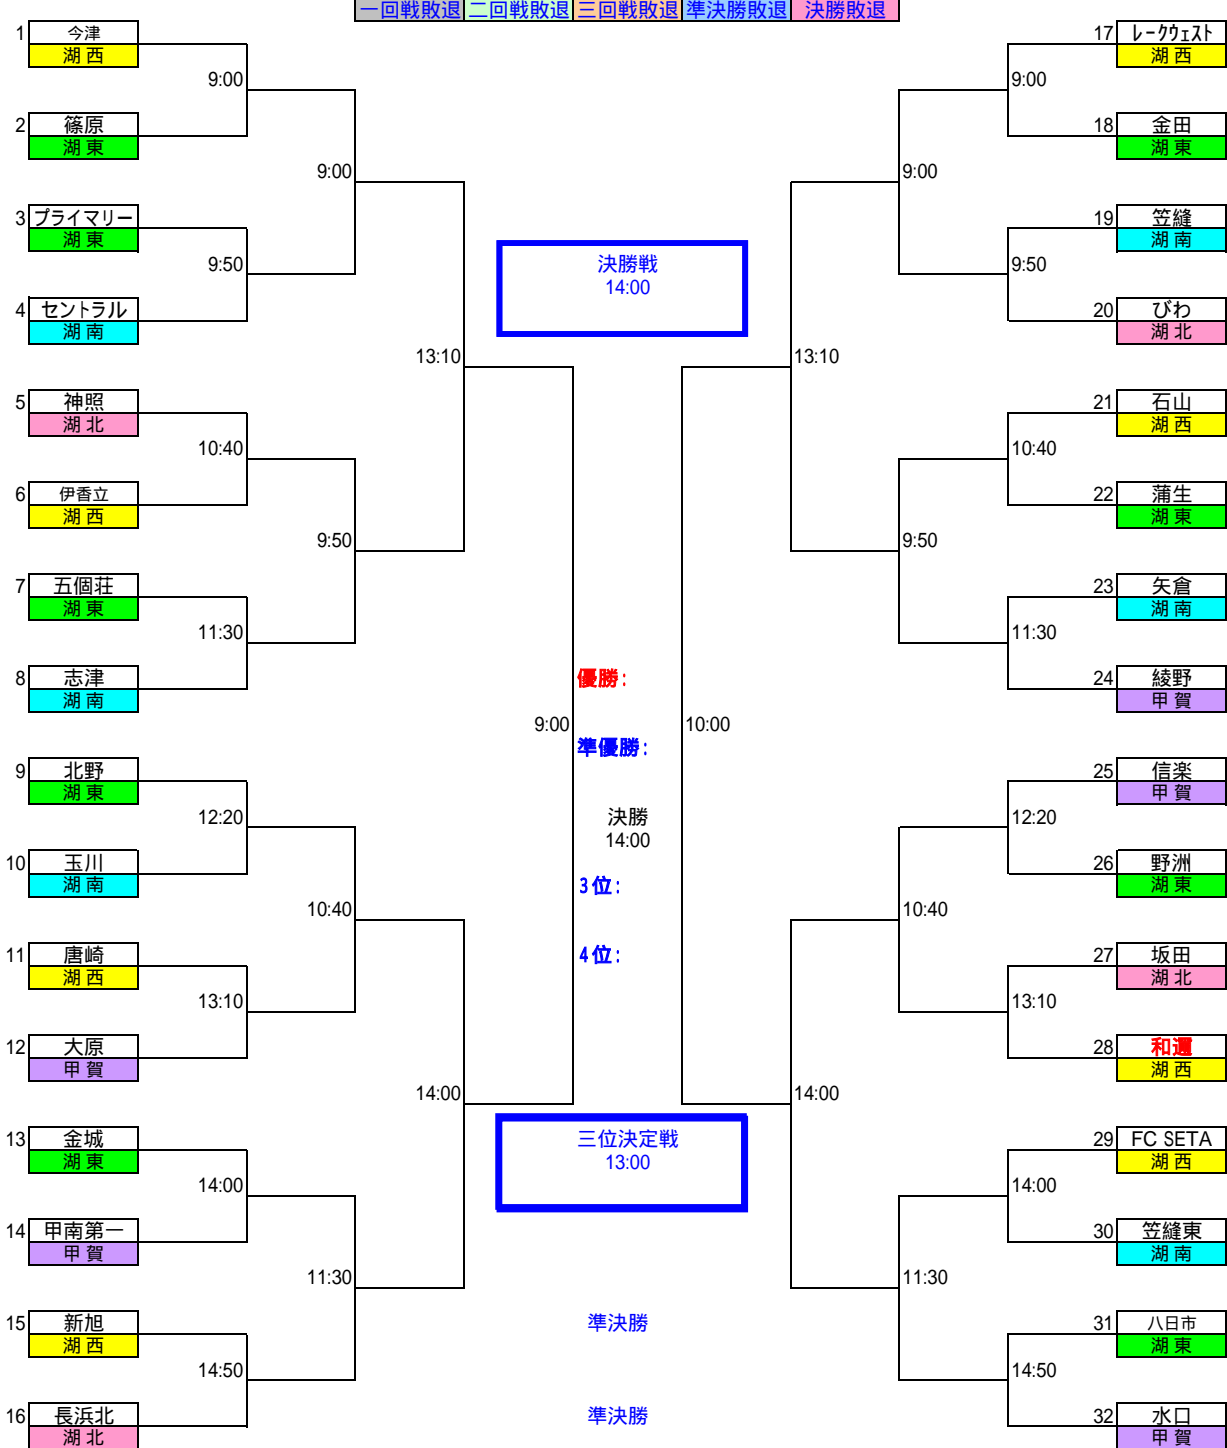 一回戦敗退 二回戦敗退 三回戦敗退 準決勝敗退 決勝敗退
1 今津
湖西
9:00
2 篠原
湖東
9:00
3 プライマリー
湖東
9:50
4 セントラル
湖南
13:10
5 神照
湖北
10:40
6 伊香立
湖西
9:50
7 五個荘
湖東
11:30
8 志津
湖南
9:00
9 北野
湖東
12:20
10 玉川
湖南
10:40
11 唐崎
湖西
13:10
12 大原
甲賀
14:00
13 金城
湖東
14:00
14 甲南第一
甲賀
11:30
15 新旭
湖西
14:50
16 長浜北
湖北
決勝戦
14:00
優勝:
準優勝:
決勝
14:00
3位:
4位:
三位決定戦
13:00
準決勝
準決勝
17 レークウェスト
湖西
9:00
18 金田
湖東
9:00
19 笠縫
湖南
9:50
20 びわ
湖北
13:10
21 石山
湖西
10:40
22 蒲生
湖東
9:50
23 矢倉
湖南
11:30
24 綾野
甲賀
10:00
25 信楽
甲賀
12:20
26 野洲
湖東
10:40
27 坂田
湖北
13:10
28 和邇
湖西
14:00
29 FC SETA
湖西
14:00
30 笠縫東
湖南
11:30
31 八日市
湖東
14:50
32 水口
甲賀